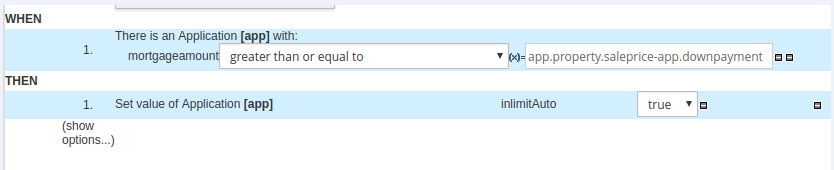 WHEN
1. There is an Application [app] with:
mortgageamount greater than or equal to (x)= app.property.saleprice-app.downpayment
THEN
1. Set value of Application [app] inlimitAuto true
(show
options...)